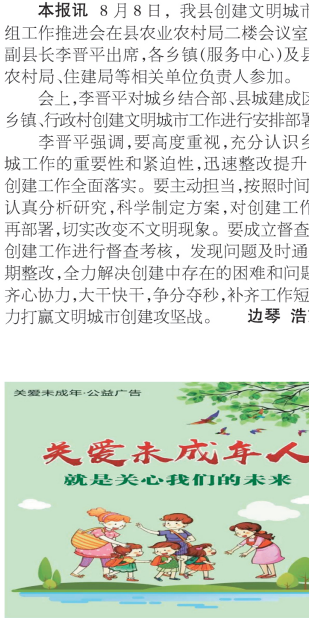 本报讯 8月8日，我县创建文明城市
组工作推进会在县农业农村局二楼会议室
副县长李晋平出席,各乡镇(服务中心)及县
农村局、住建局等相关单位负责人参加。
会上,李晋平对城乡结合部、县城建成区
乡镇、行政村创建文明城市工作进行安排部署
李晋平强调,要高度重视,充分认识乡
城工作的重要性和紧迫性,迅速整改提升
创建工作全面落实。要主动担当,按照时间
认真分析研究,科学制定方案,对创建工作
再部署,切实改变不文明现象。要成立督查
创建工作进行督查考核，发现问题及时通
期整改,全力解决创建中存在的困难和问题
齐心协力,大干快干,争分夺秒,补齐工作短
力打赢文明城市创建攻坚战。 边琴 浩
关爱未成年·公益广告
关爱未成年人
就是关心我们的未来